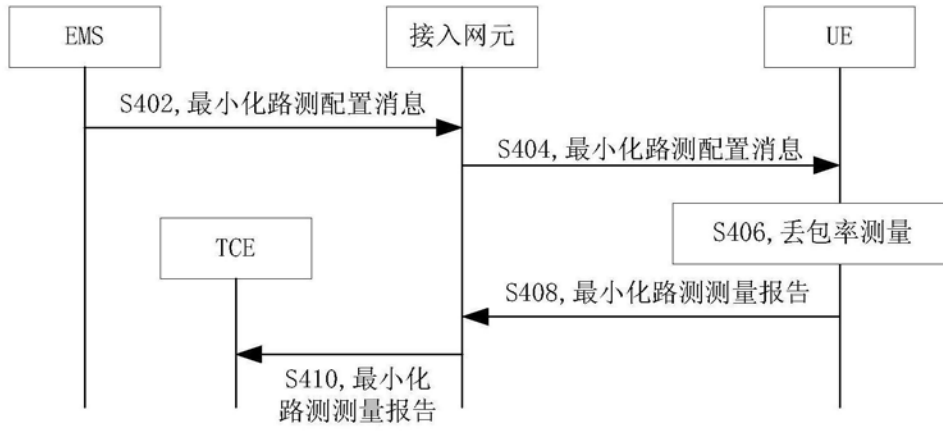 EMS
接入网元
UE
S402,最小化路测配置消息
S404,最小化路测配置消息
S406,丢包率测量
TCE
S408,最小化路测测量报告
S410,最小化
路测测量报告